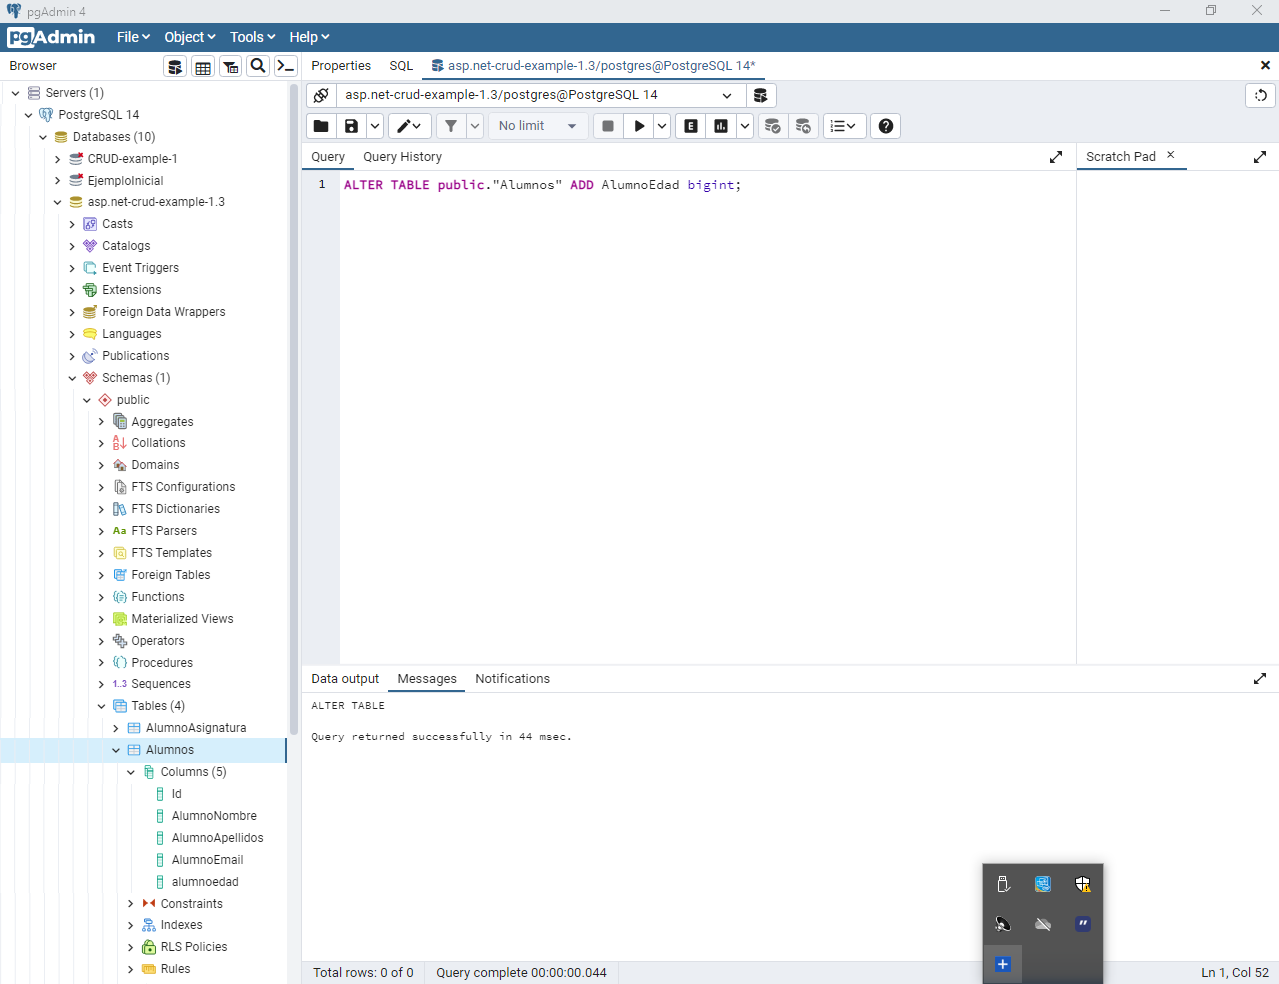 pgAdmin 4
pgAdmin File Object Tools Help
Browser
Properties SQL asp.net-crud-example-1.3/postgres@PostgreSQL 14*
Servers (1)
PostgreSQL 14
Databases (10)
CRUD-example-1
EjemploInicial
asp.net-crud-example-1.3
Casts
Catalogs
Event Triggers
Extensions
Foreign Data Wrappers
Languages
Publications
Schemas (1)
public
Aggregates
Collations
Domains
FTS Configurations
FTS Dictionaries
Aa FTS Parsers
FTS Templates
Foreign Tables
Functions
Materialized Views
Operators
Procedures
1..3 Sequences
Tables (4)
AlumnoAsignatura
Alumnos
Columns (5)
Id
AlumnoNombre
AlumnoApellidos
AlumnoEmail
alumnoedad
Constraints
Indexes
RLS Policies
Rules
asp.net-crud-example-1.3/postgres@PostgreSQL 14
No limit
E
Query Query History
Scratch Pad
1 ALTER TABLE public."Alumnos" ADD AlumnoEdad bigint;
Data output Messages Notifications
ALTER TABLE
Query returned successfully in 44 msec.
Total rows: 0 of 0 Query complete 00:00:00.044 Ln 1, Col 52